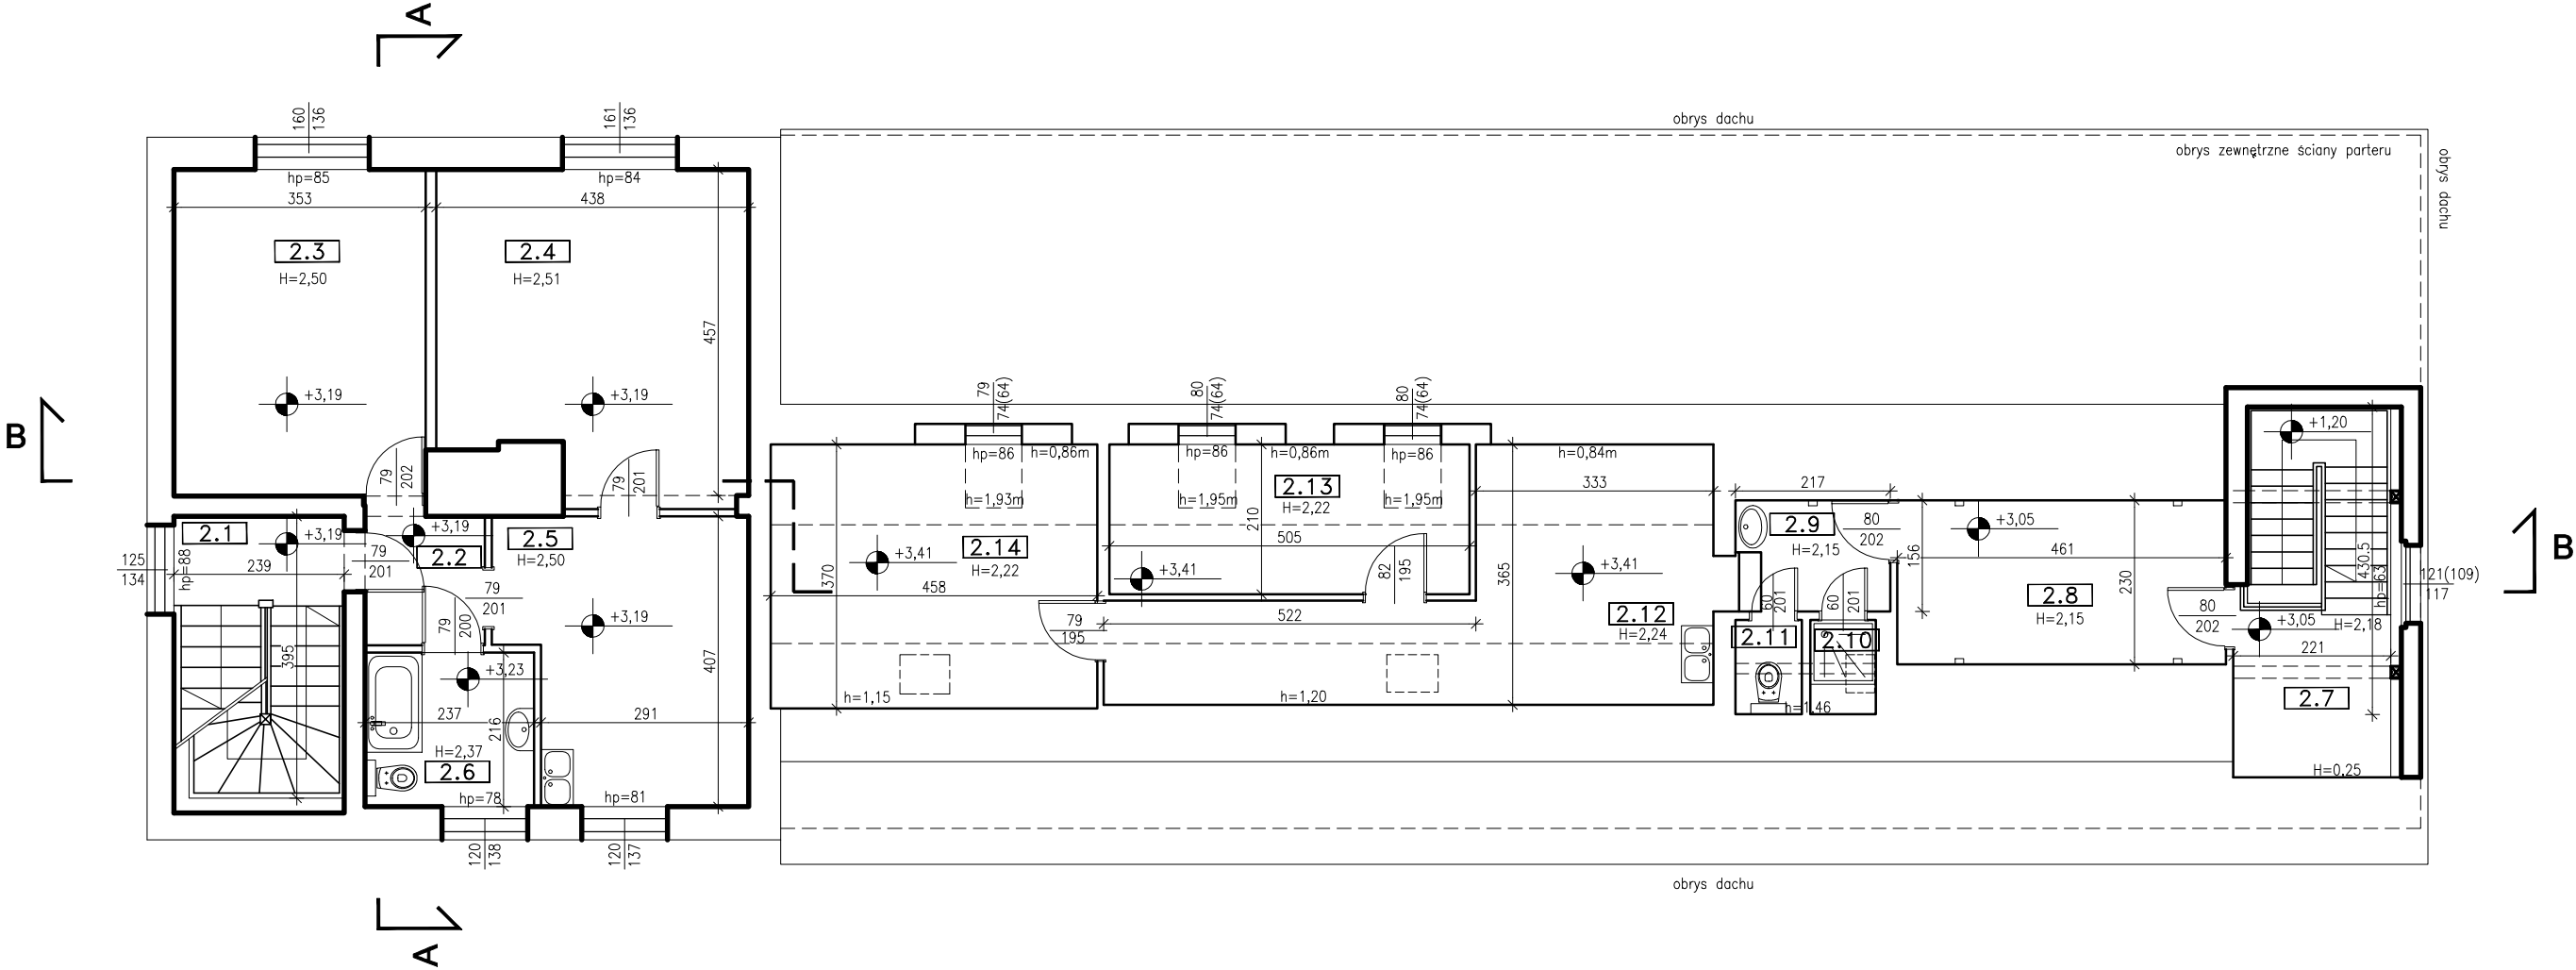 A
obrys dachu
obrys zewnętrzne ściany parteru
obrys dachu
160
136
161
136
hp=85
hp=84
353
438
2.3
H=2,50
2.4
H=2,51
457
+3,19
+3,19
79
202
79
201
B
B
2.1
+3,19
+3,19
2.2
2.5
H=2,50
79
201
125
134
hp=88
239
79
201
79
200
+3,19
395
407
+3,23
237
216
291
H=2,37
2.6
hp=78
hp=81
120
138
120
137
79
74(64)
80
74(64)
80
74(64)
hp=86
h=0,86m
hp=86
h=0,86m
hp=86
h=0,84m
h=1,93m
h=1,95m
2.13
H=2,22
h=1,95m
333
210
505
+3,41
2.14
H=2,22
370
458
+3,41
82
195
365
+3,41
522
79
195
2.12
H=2,24
h=1,15
h=1,20
217
2.9
H=2,15
80
202
156
+3,05
461
230
2.8
H=2,15
60
201
60
201
2.11
2.10
h=1,46
80
202
+1,20
430.5
hp=63
121(109)
117
+3,05
H=2,18
221
2.7
H=0,25
obrys dachu
A